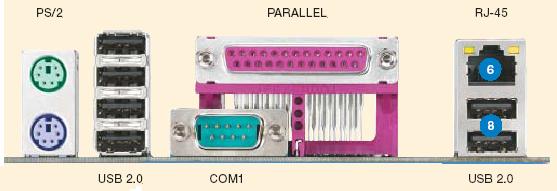 PS/2 PARALLEL RJ-45
6
8
USB 2.0 COM1 USB 2.0